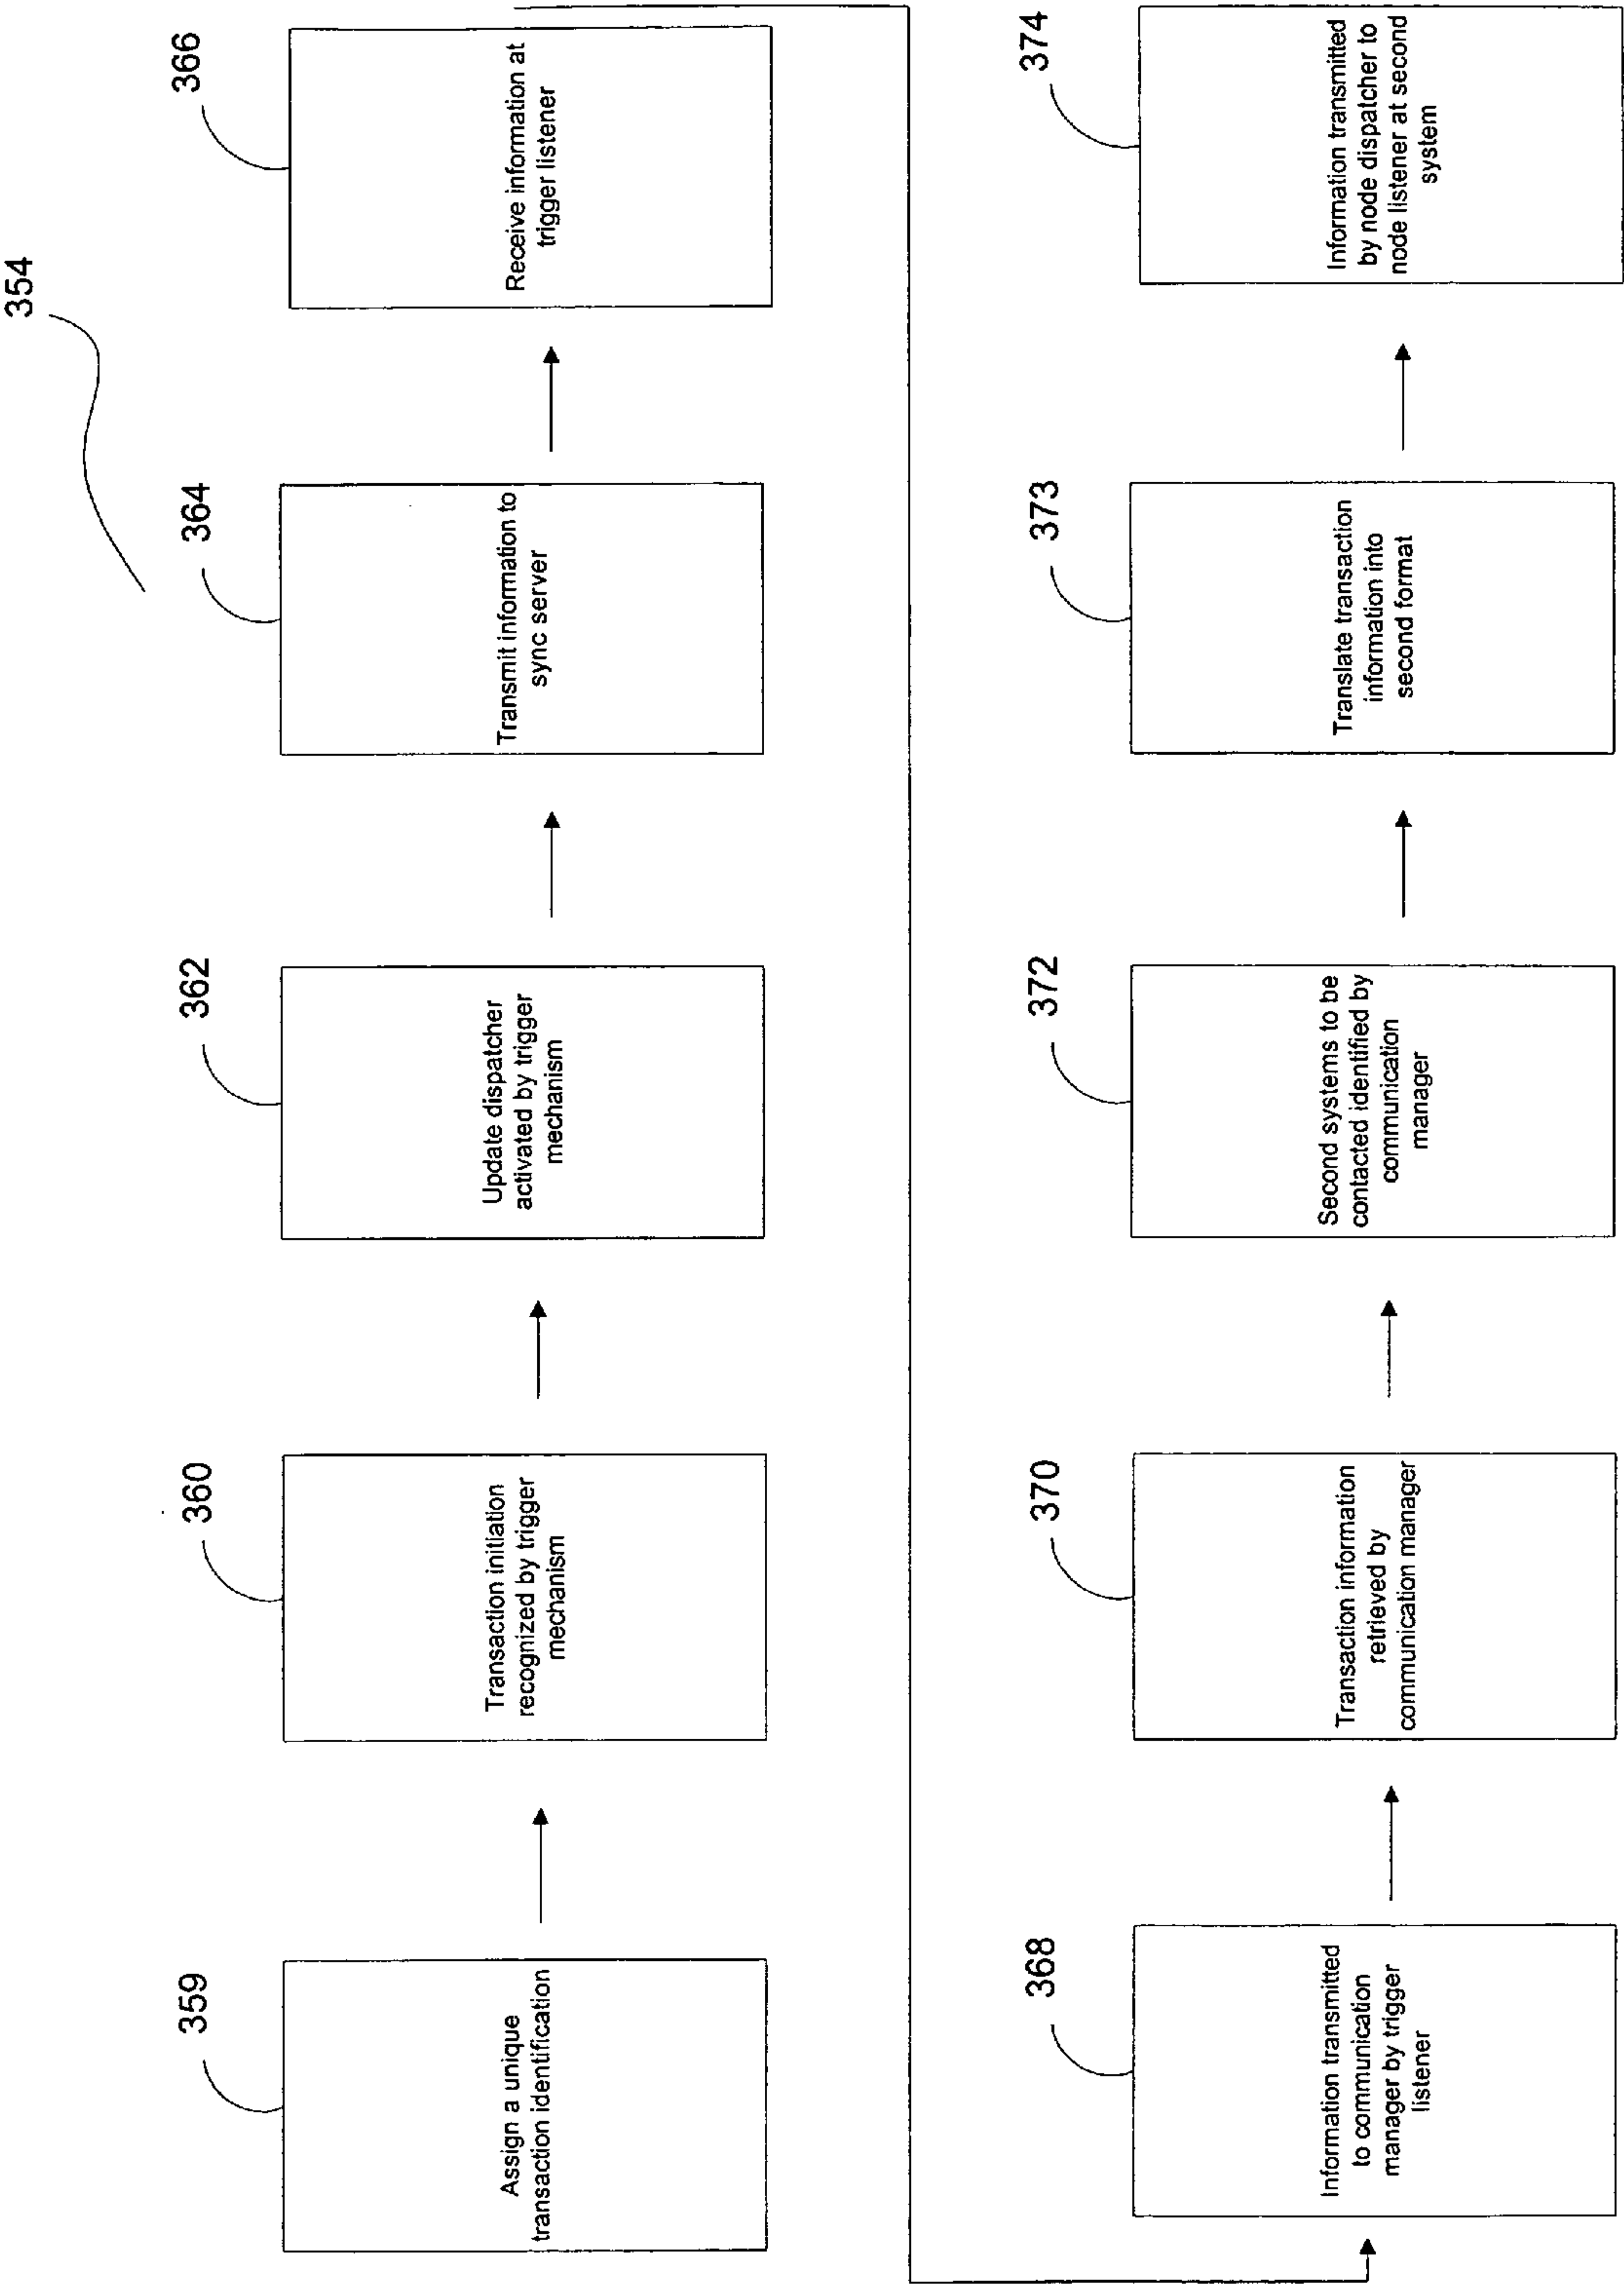 354
359
Assign a unique
transaction identification
360
Transaction initiation
recognized by trigger
mechanism
362
Update dispatcher
activated by trigger
mechanism
364
Transmit information to
sync server
366
Receive information at
trigger listener
368
Information transmitted
to communication
manager by trigger
listener
370
Transaction information
retrieved by
communication manager
372
Second systems to be
contacted identified by
communication
manager
373
Translate transaction
information into
second format
374
Information transmitted
by node dispatcher to
node listener at second
system